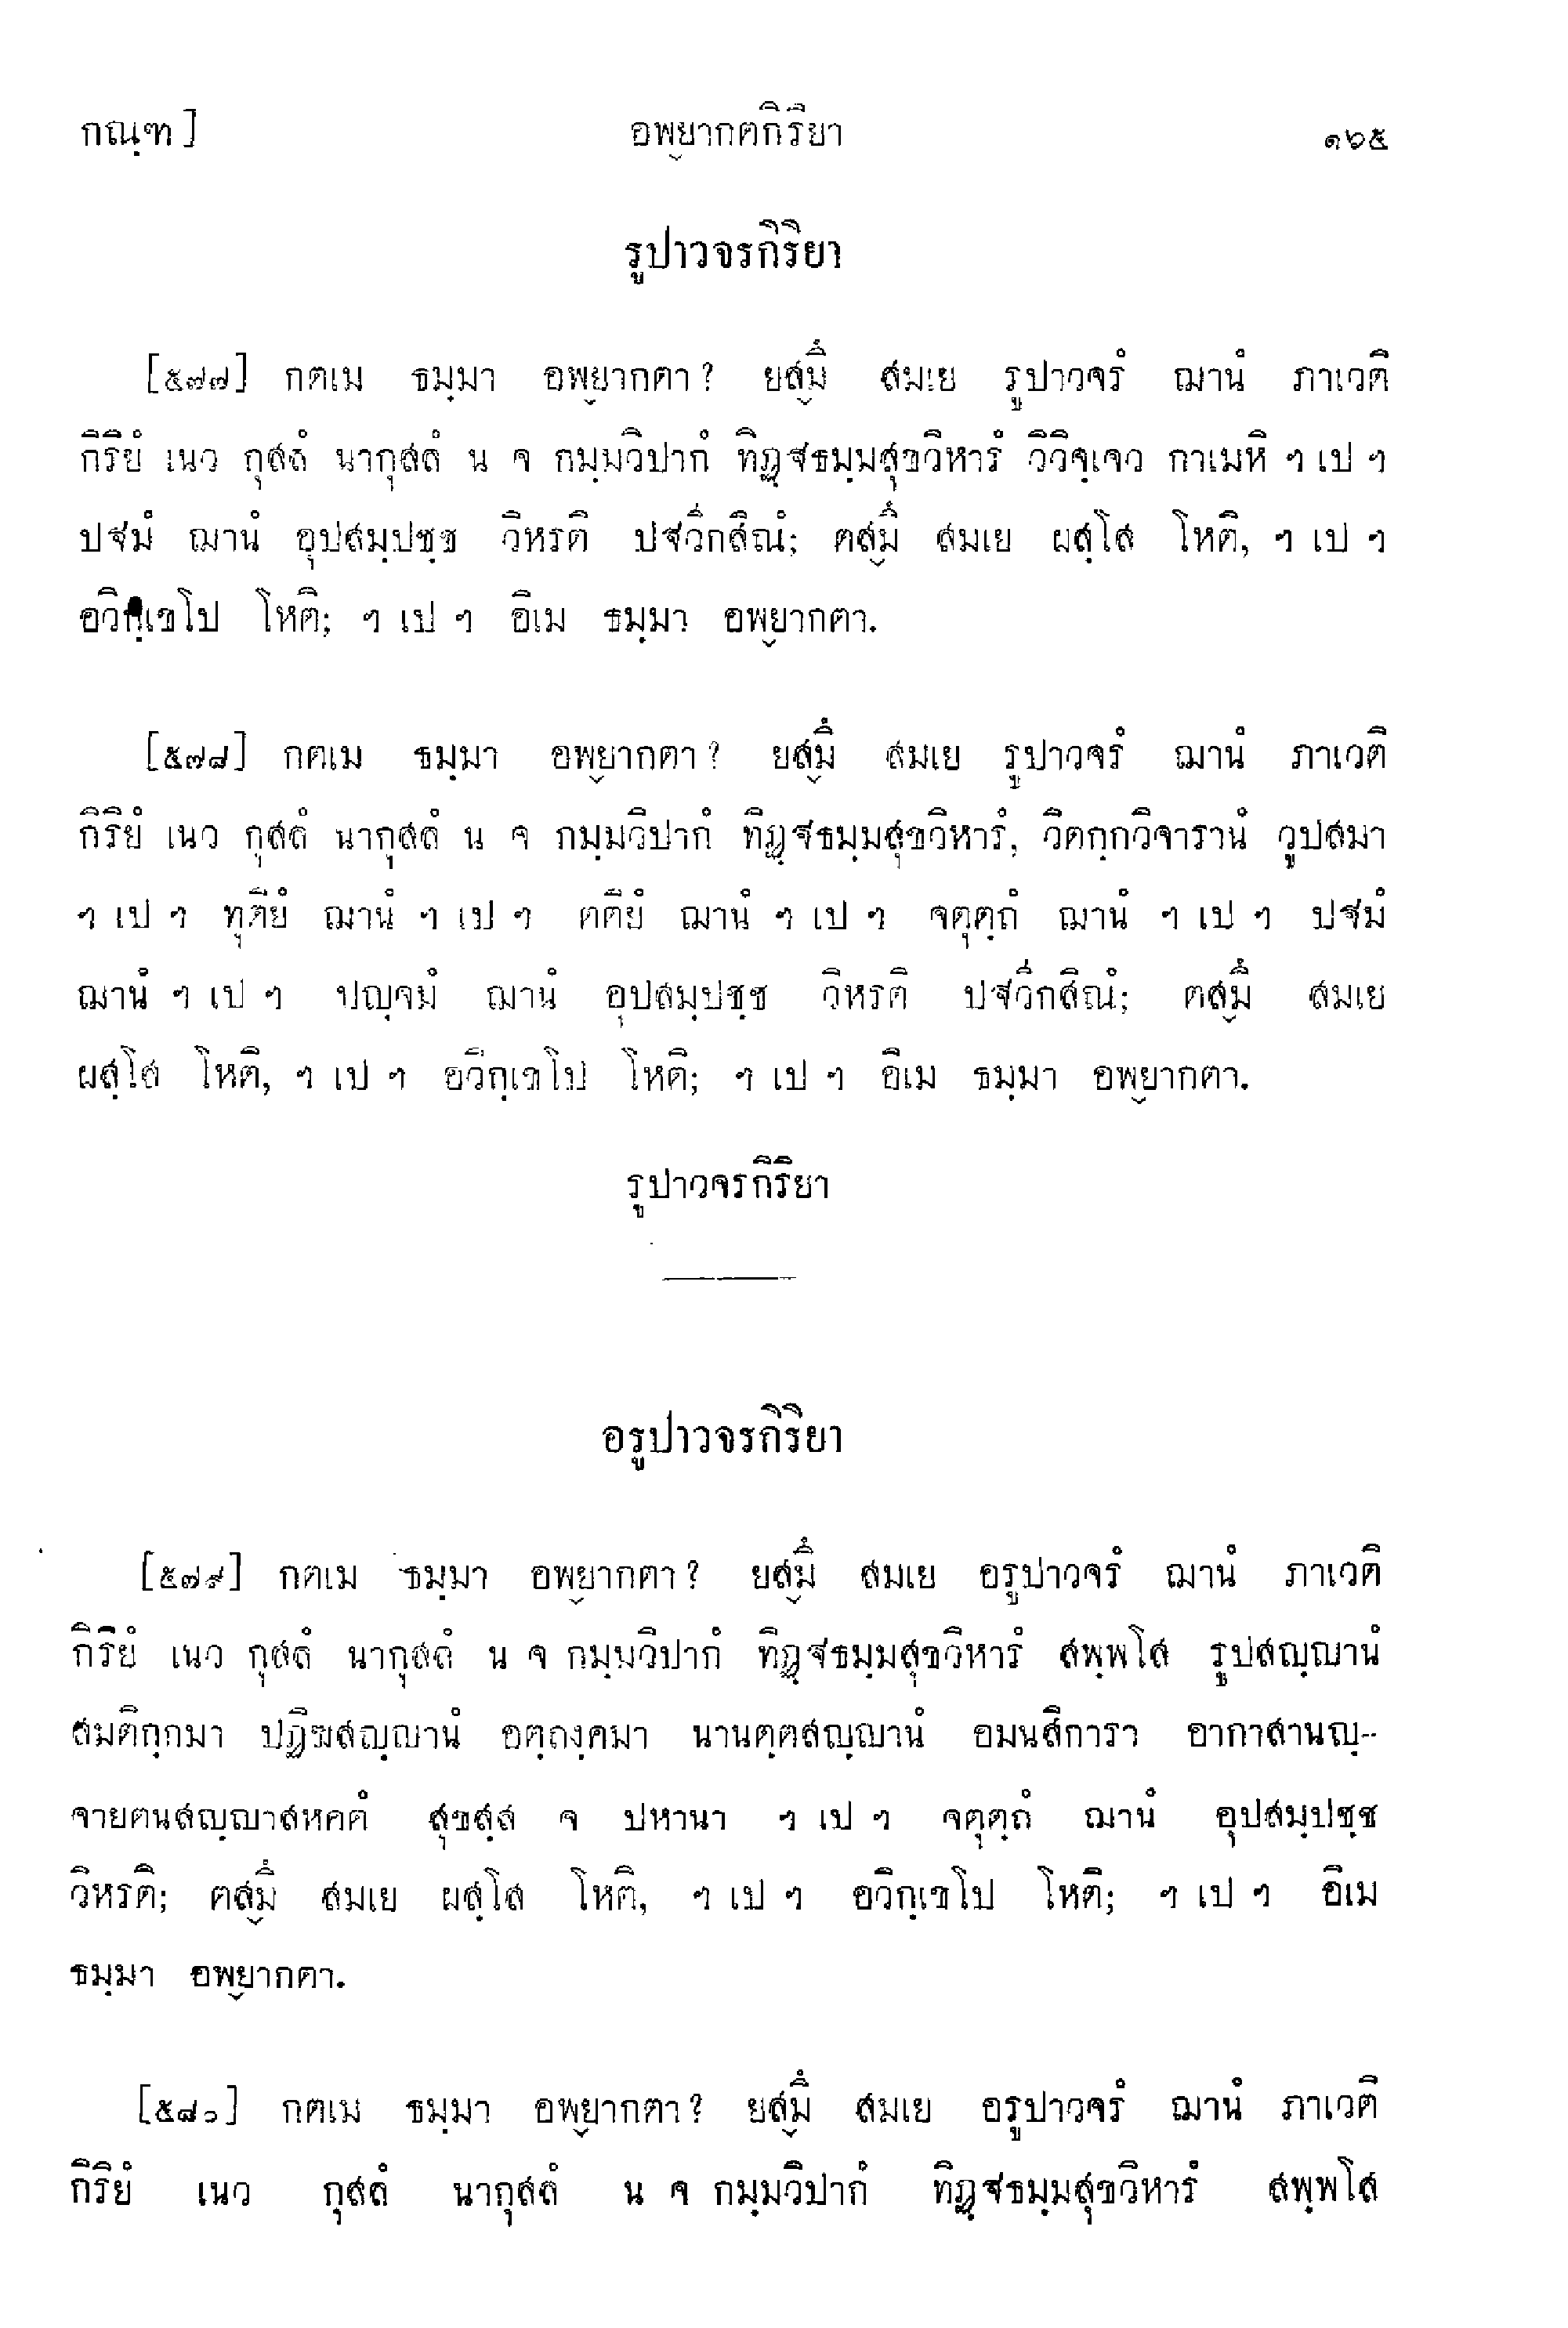 กณฺฑ]
อพฺยากตกิริยา
๑๖๕
รูปาวจรกิริยา
[๕๗๗] กตเม ธมฺมา อพฺยากตา? ยสฺมิํ สมเย รูปาวจรํ ฌานํ ภาเวติ
กิริยํ เนว กุสลํ นากุสลํ น จ กมฺมวิปากํ ทิฏฺฐธมฺมสุขวิหารํ วิวิจฺเจว กาเมหิ ฯ เป ฯ
ปฐมํ ฌานํ อุปสมฺปชฺช วิหรติ ปฐวีกสิณํ; ตสฺมิํ สมเย ผสฺโส โหติ, ฯ เป ฯ
อวิกฺเขโป โหติ; ฯ เป ฯ อิเม ธมฺมา อพฺยากตา.
[๕๗๘] กตเม ธมฺมา อพฺยากตา? ยสฺมิํ สมเย รูปาวจรํ ฌานํ ภาเวติ
กิริยํ เนว กุสลํ นากุสลํ น จ กมฺมวิปากํ ทิฏฺฐธมฺมสุขวิหารํ, วิตกฺกวิจารานํ วูปสมา
ฯ เป ฯ ทุติยํ ฌานํ ฯ เป ฯ ตติยํ ฌานํ ฯ เป ฯ จตุตฺถํ ฌานํ ฯ เป ฯ ปฐมํ
ฌานํ ฯ เป ฯ ปญฺจมํ ฌานํ อุปสมฺปชฺช วิหรติ ปฐวีกสิณํ; ตสฺมิํ สมเย
ผสฺโส โหติ, ฯ เป ฯ อวิกฺเขโป โหติ; ฯ เป ฯ อิเม ธมฺมา อพฺยากตา.
รูปาวจรกิริยา
อรูปาวจรกิริยา
[๕๗๙] กตเม ธมฺมา อพฺยากตา? ยสฺมิํ สมเย อรูปาวจรํ ฌานํ ภาเวติ
กิริยํ เนว กุสลํ นากุสลํ น จ กมฺมวิปากํ ทิฏฺฐธมฺมสุขวิหารํ สพฺพโส รูปสญฺญานํ
สมติกฺกมา ปฏิฆสญฺญานํ อตฺถงฺคมา นานตฺตสญฺญานํ อมนสิการา อากาสานญฺ-
จายตนสญฺญาสหคตํ สุขสฺส จ ปหานา ฯ เป ฯ จตุตฺถํ ฌานํ อุปสมฺปชฺช
วิหรติ; ตสฺมิํ สมเย ผสฺโส โหติ, ฯ เป ฯ อวิกฺเขโป โหติ; ฯ เป ฯ อิเม
ธมฺมา อพฺยากตา.
[๕๘๐] กตเม ธมฺมา อพฺยากตา? ยสฺมิํ สมเย อรูปาวจรํ ฌานํ ภาเวติ
กิริยํ เนว กุสลํ นากุสลํ น จ กมฺมวิปากํ ทิฏฺฐธมฺมสุขวิหารํ สพฺพโส